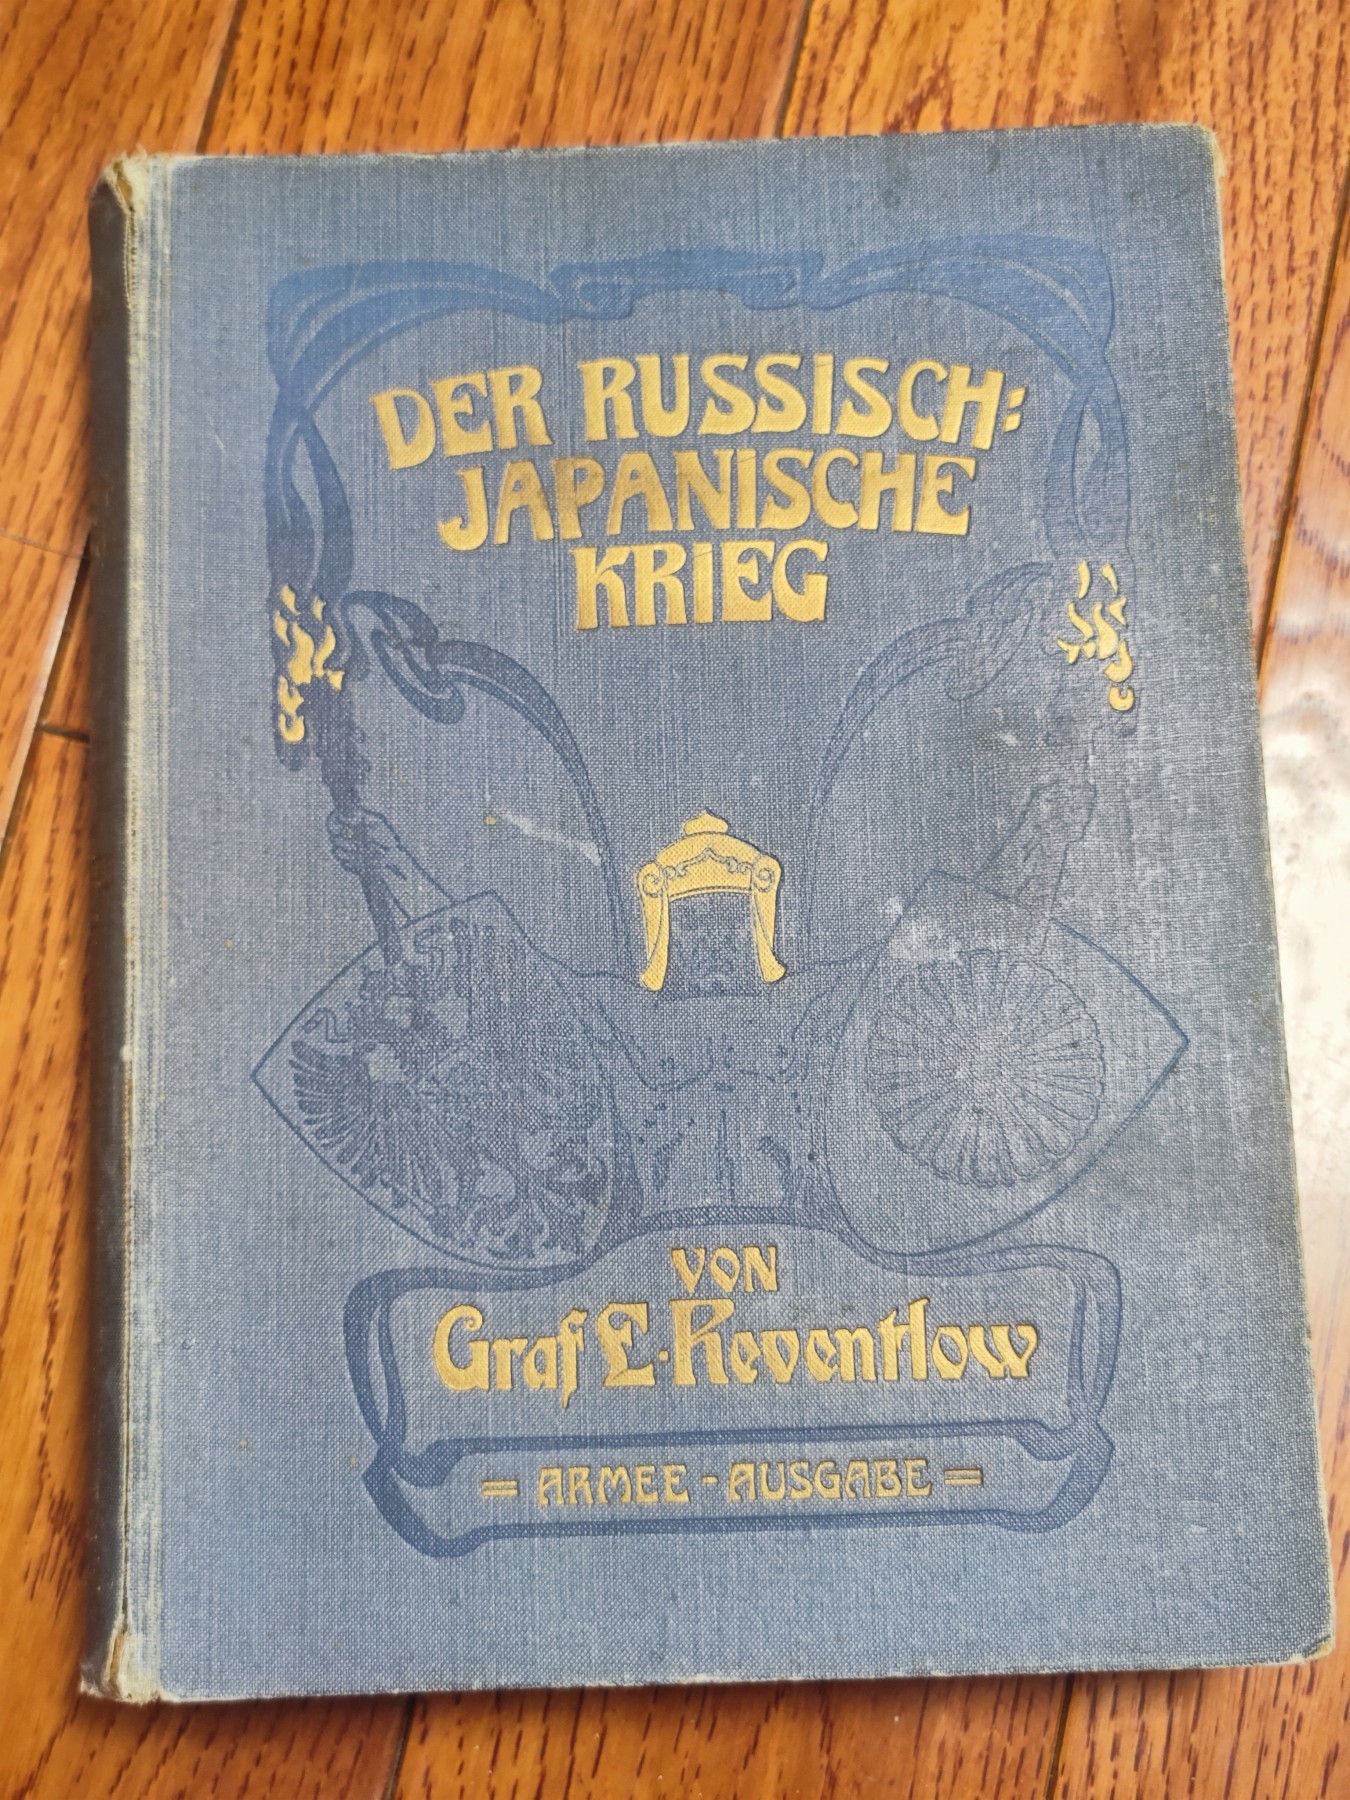 DER RUSSISCH=
JAPANISCHE
KRIEG
VON
Graf E. Reventlow
= ARMEE - AUSGABE =